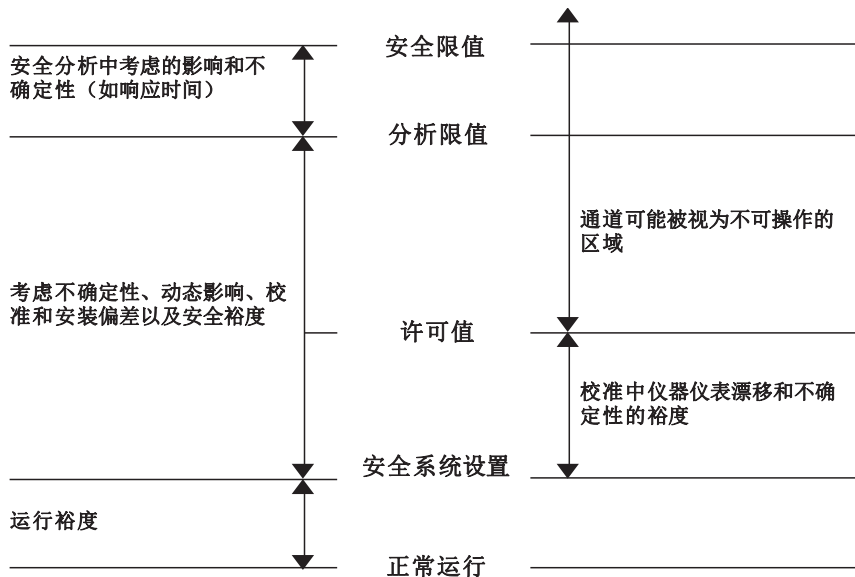 安全限值
安全分析中考虑的影响和不
确定性（如响应时间）
分析限值
通道可能被视为不可操作的
区域
考虑不确定性、动态影响、校
准和安装偏差以及安全裕度
许可值
校准中仪器仪表漂移和不确
定性的裕度
安全系统设置
运行裕度
正常运行